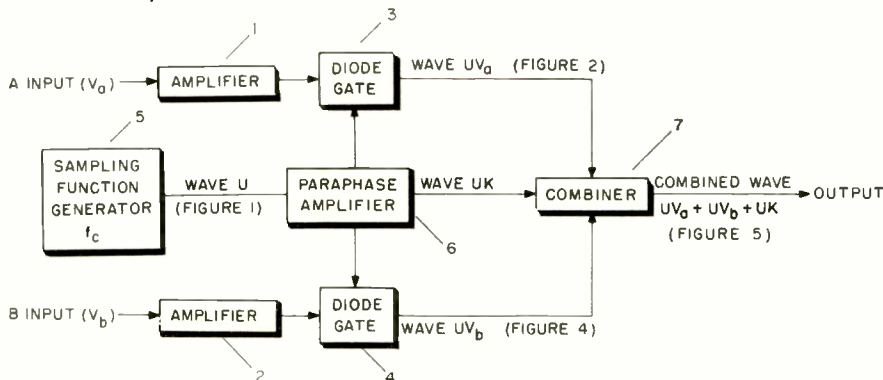 1
3
A INPUT (Va)
AMPLIFIER
DIODE
GATE
WAVE UVa (FIGURE 2)
5
7
SAMPLING
FUNCTION
GENERATOR
fc
WAVE U
(FIGURE 1)
PARAPHASE
AMPLIFIER
6
WAVE UK
COMBINER
COMBINED WAVE
UVa + UVb + UK
(FIGURE 5)
OUTPUT
B INPUT (Vb)
AMPLIFIER
2
DIODE
GATE
4
WAVE UVb (FIGURE 4)